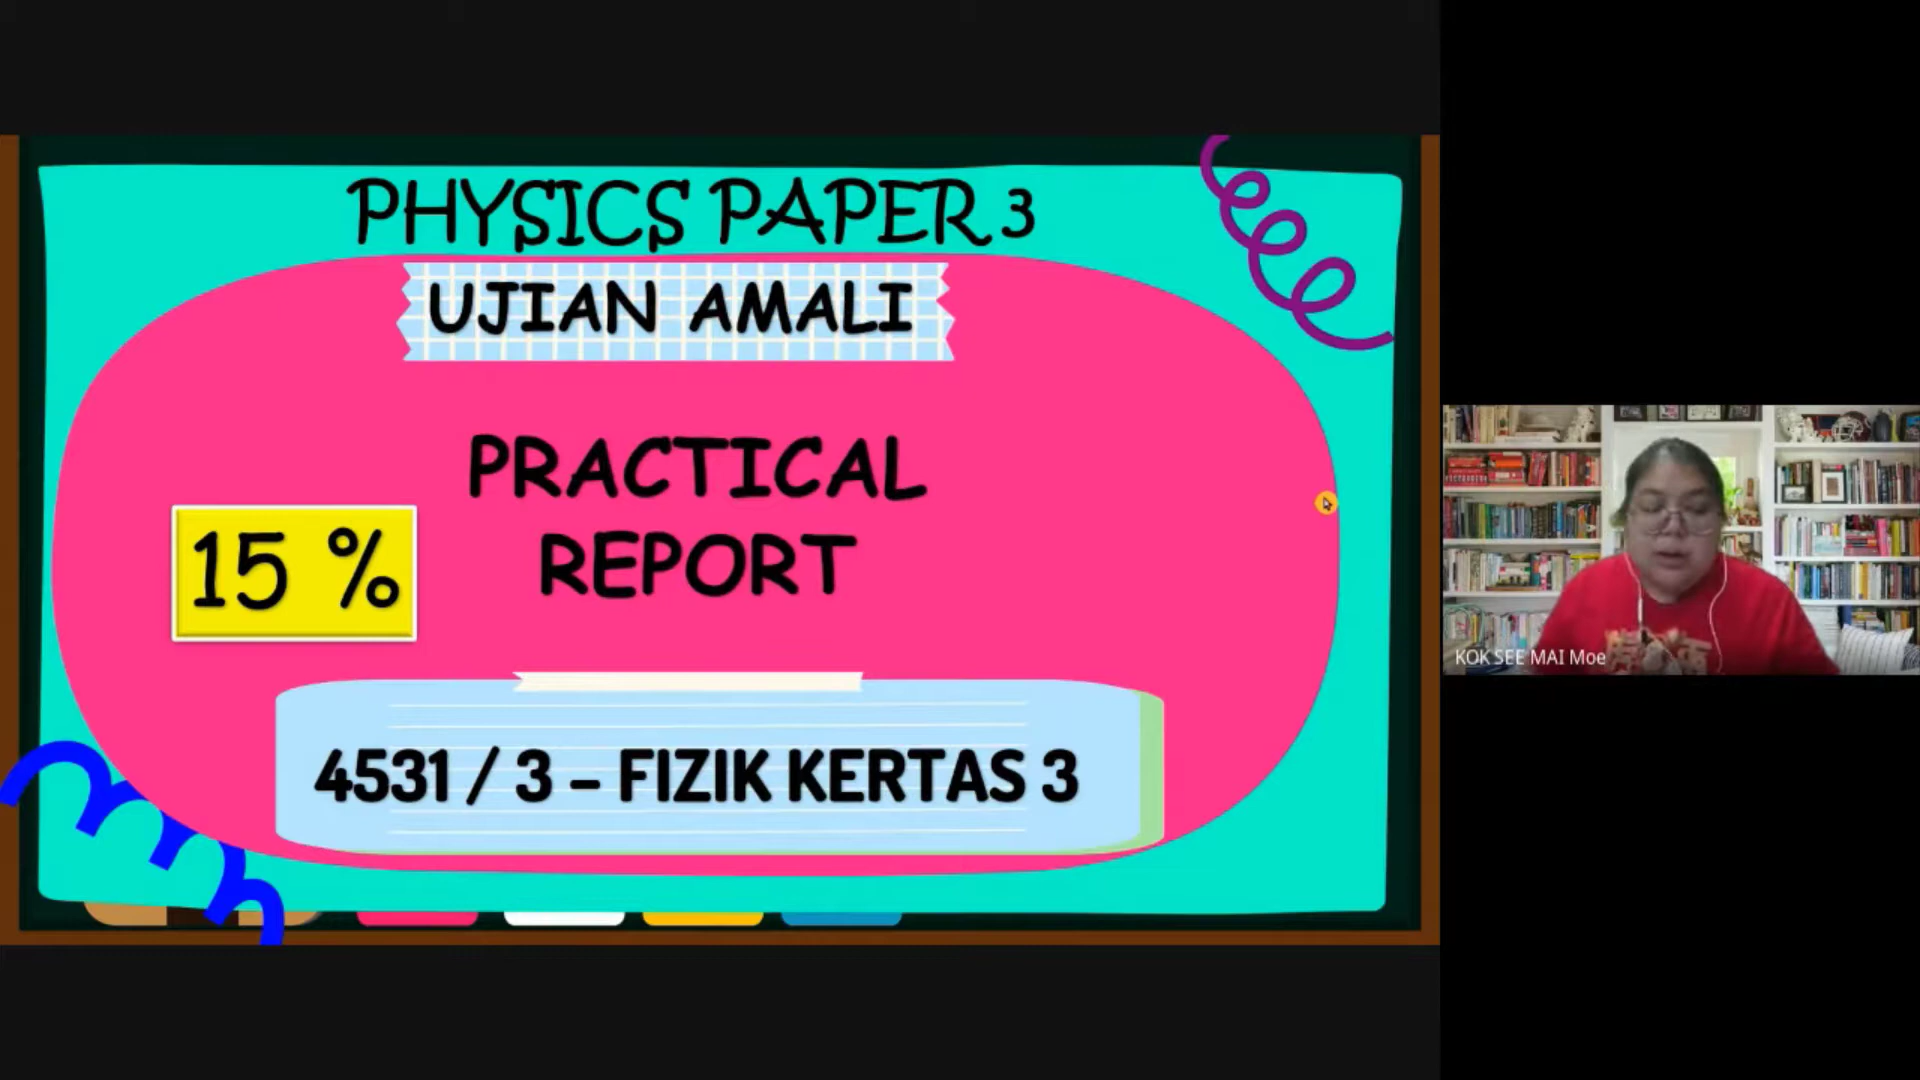 PHYSICS PAPER 3
UJIAN AMALI
PRACTICAL
REPORT
15 %
4531 / 3 - FIZIK KERTAS 3
KOK SEE MAI Moe